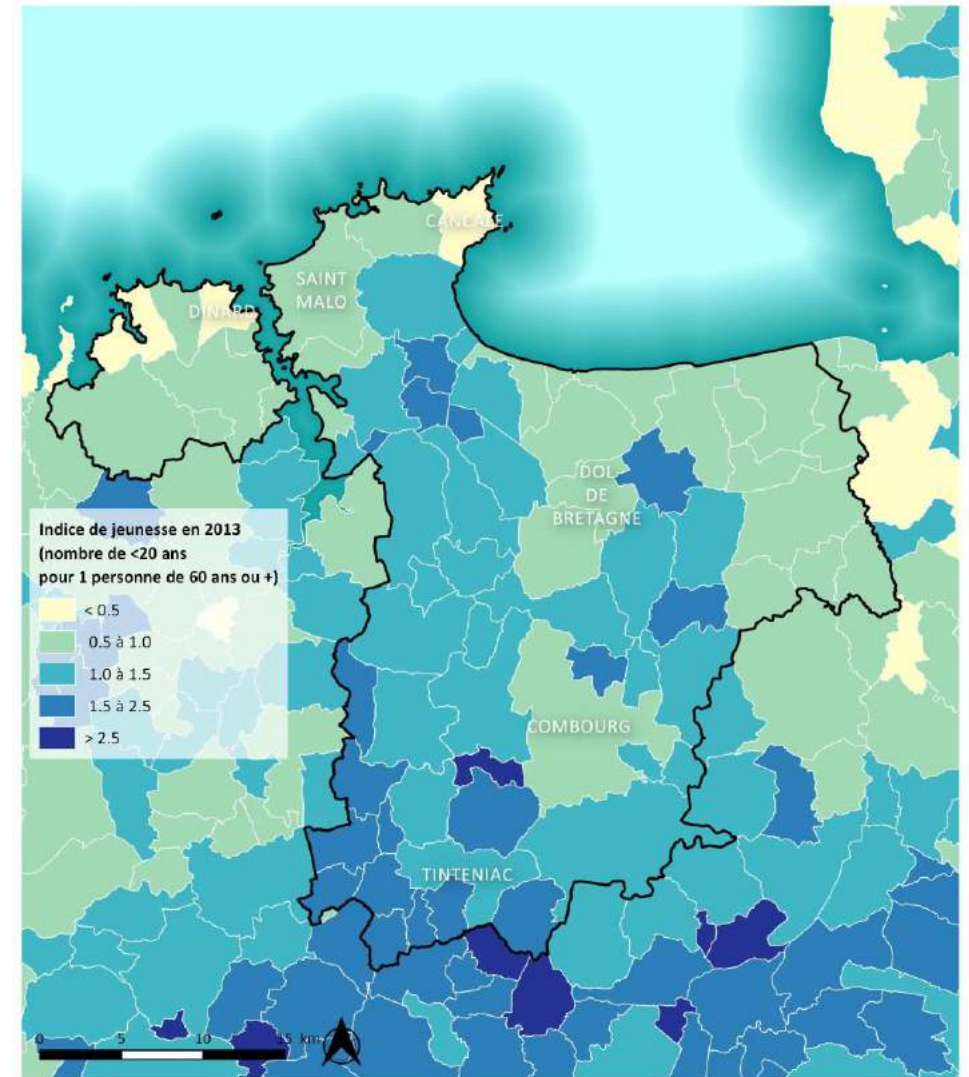 CANCALE
SAINT
MALO
DINARD
DOL
DE
BRETAGNE
Indice de jeunesse en 2013
(nombre de <20 ans
pour 1 personne de 60 ans ou +)
< 0.5
0.5 à 1.0
1.0 à 1.5
1.5 à 2.5
> 2.5
COMBOURG
TINTENIAC
0 5 10 15 km